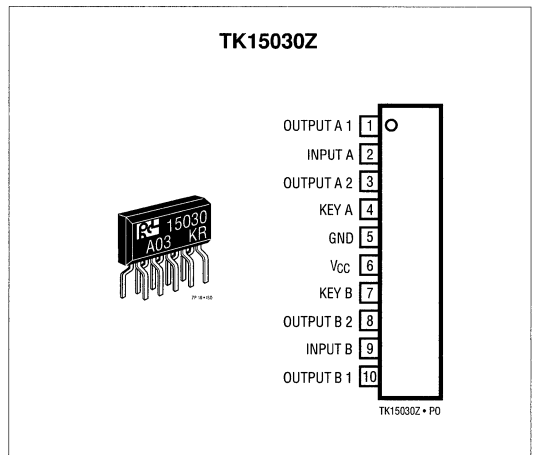 TK15030Z
OUTPUT A 1 1
INPUT A 2
OUTPUT A 2 3
KEY A 4
GND 5
VCC 6
KEY B 7
OUTPUT B 2 8
INPUT B 9
OUTPUT B 1 10
TK15030Z • PO
15030
A03 KR